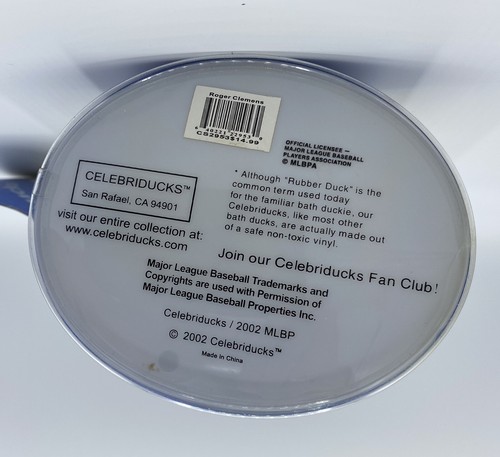 Roger Clemens
CS2953$14.99
OFFICIAL LICENSEE —
MAJOR LEAGUE BASEBALL
PLAYERS ASSOCIATION
© MLBPA
CELEBRIDUCKS™
San Rafael, CA 94901
visit our entire collection at:
www.celebriducks.com
* Although "Rubber Duck" is the
common term used today
for the familiar bath duckie, our
Celebriducks, like most other
bath ducks, are actually made out
of a safe non-toxic vinyl.
Join our Celebriducks Fan Club!
Major League Baseball Trademarks and
Copyrights are used with Permission of
Major League Baseball Properties Inc.
Celebriducks / 2002 MLBP
© 2002 Celebriducks™
Made in China